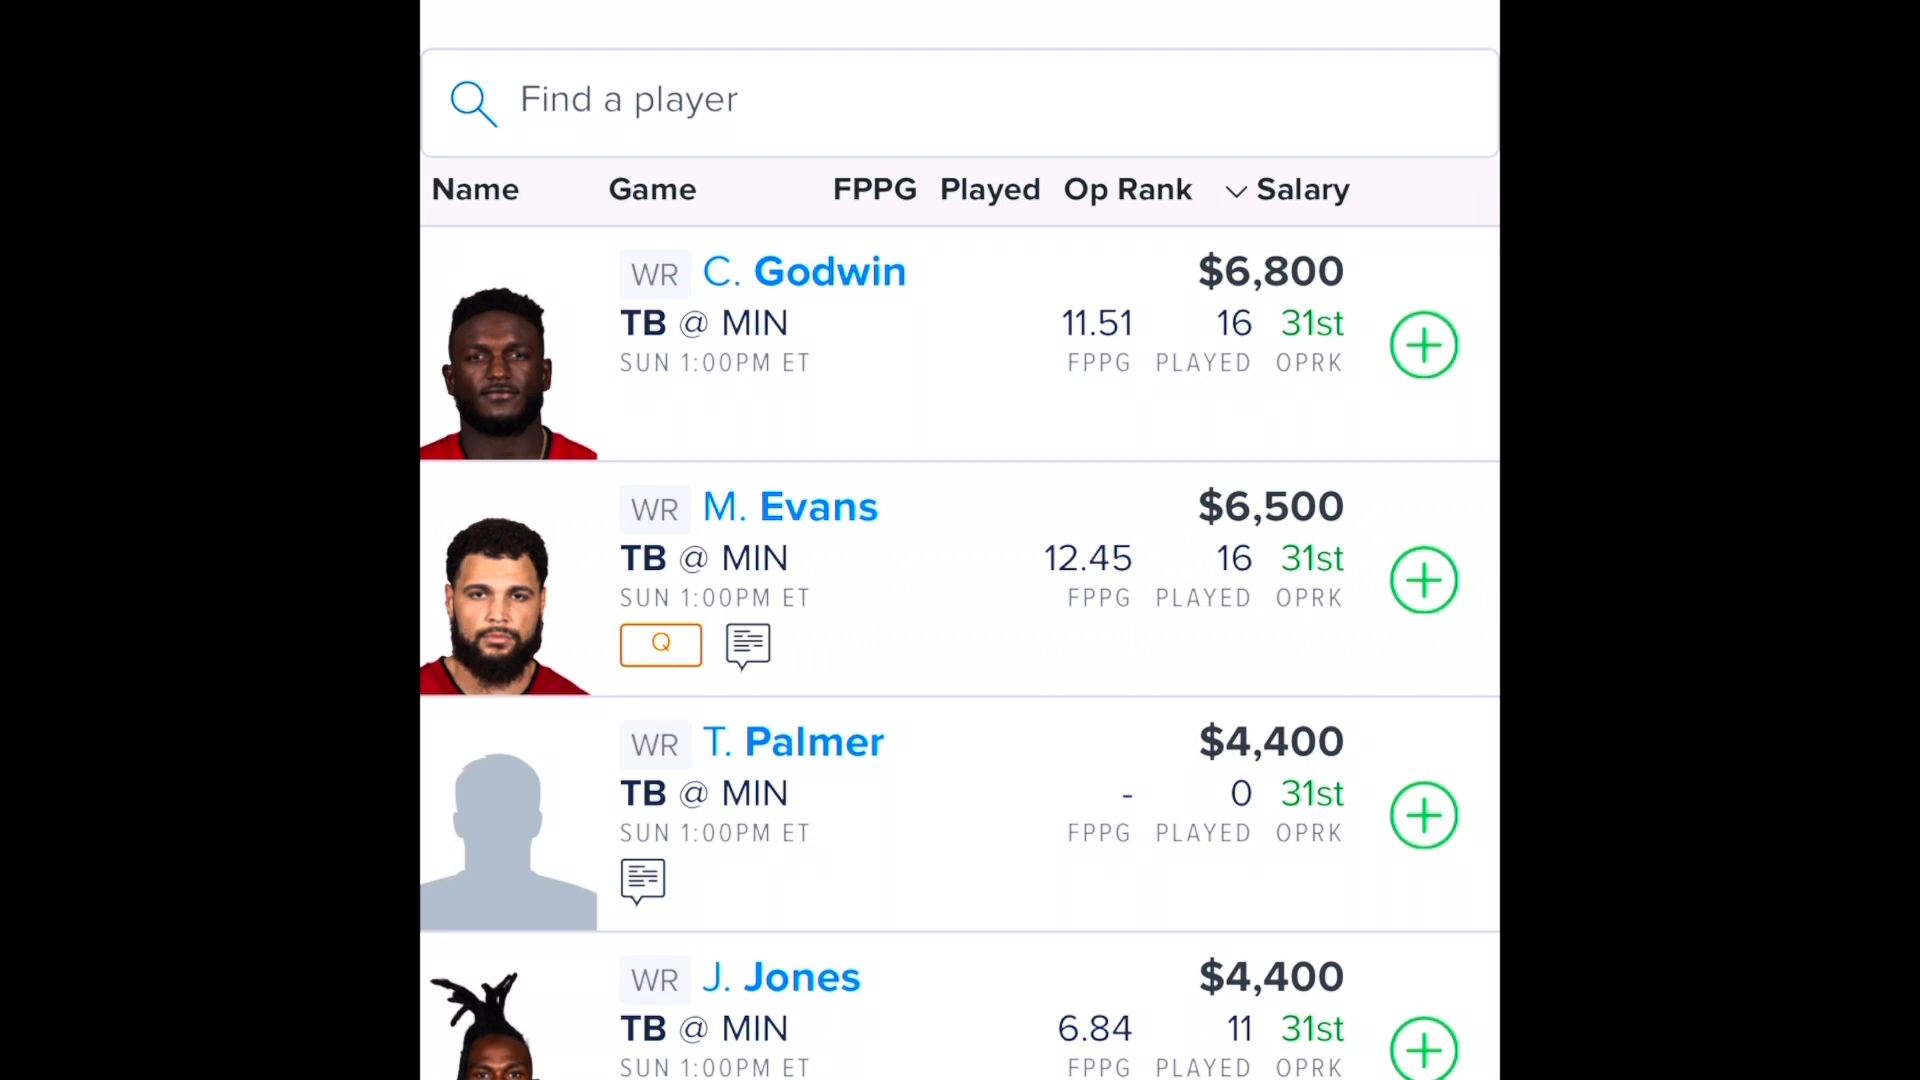 Find a player
Name Game FPPG Played Op Rank Salary
WR C. Godwin $6,800
TB @ MIN 11.51 16 31st
SUN 1:00PM ET FPPG PLAYED OPRK
WR M. Evans $6,500
TB @ MIN 12.45 16 31st
SUN 1:00PM ET FPPG PLAYED OPRK
Q
WR T. Palmer $4,400
TB @ MIN - 0 31st
SUN 1:00PM ET FPPG PLAYED OPRK
WR J. Jones $4,400
TB @ MIN 6.84 11 31st
SUN 1:00PM ET FPPG PLAYED OPRK